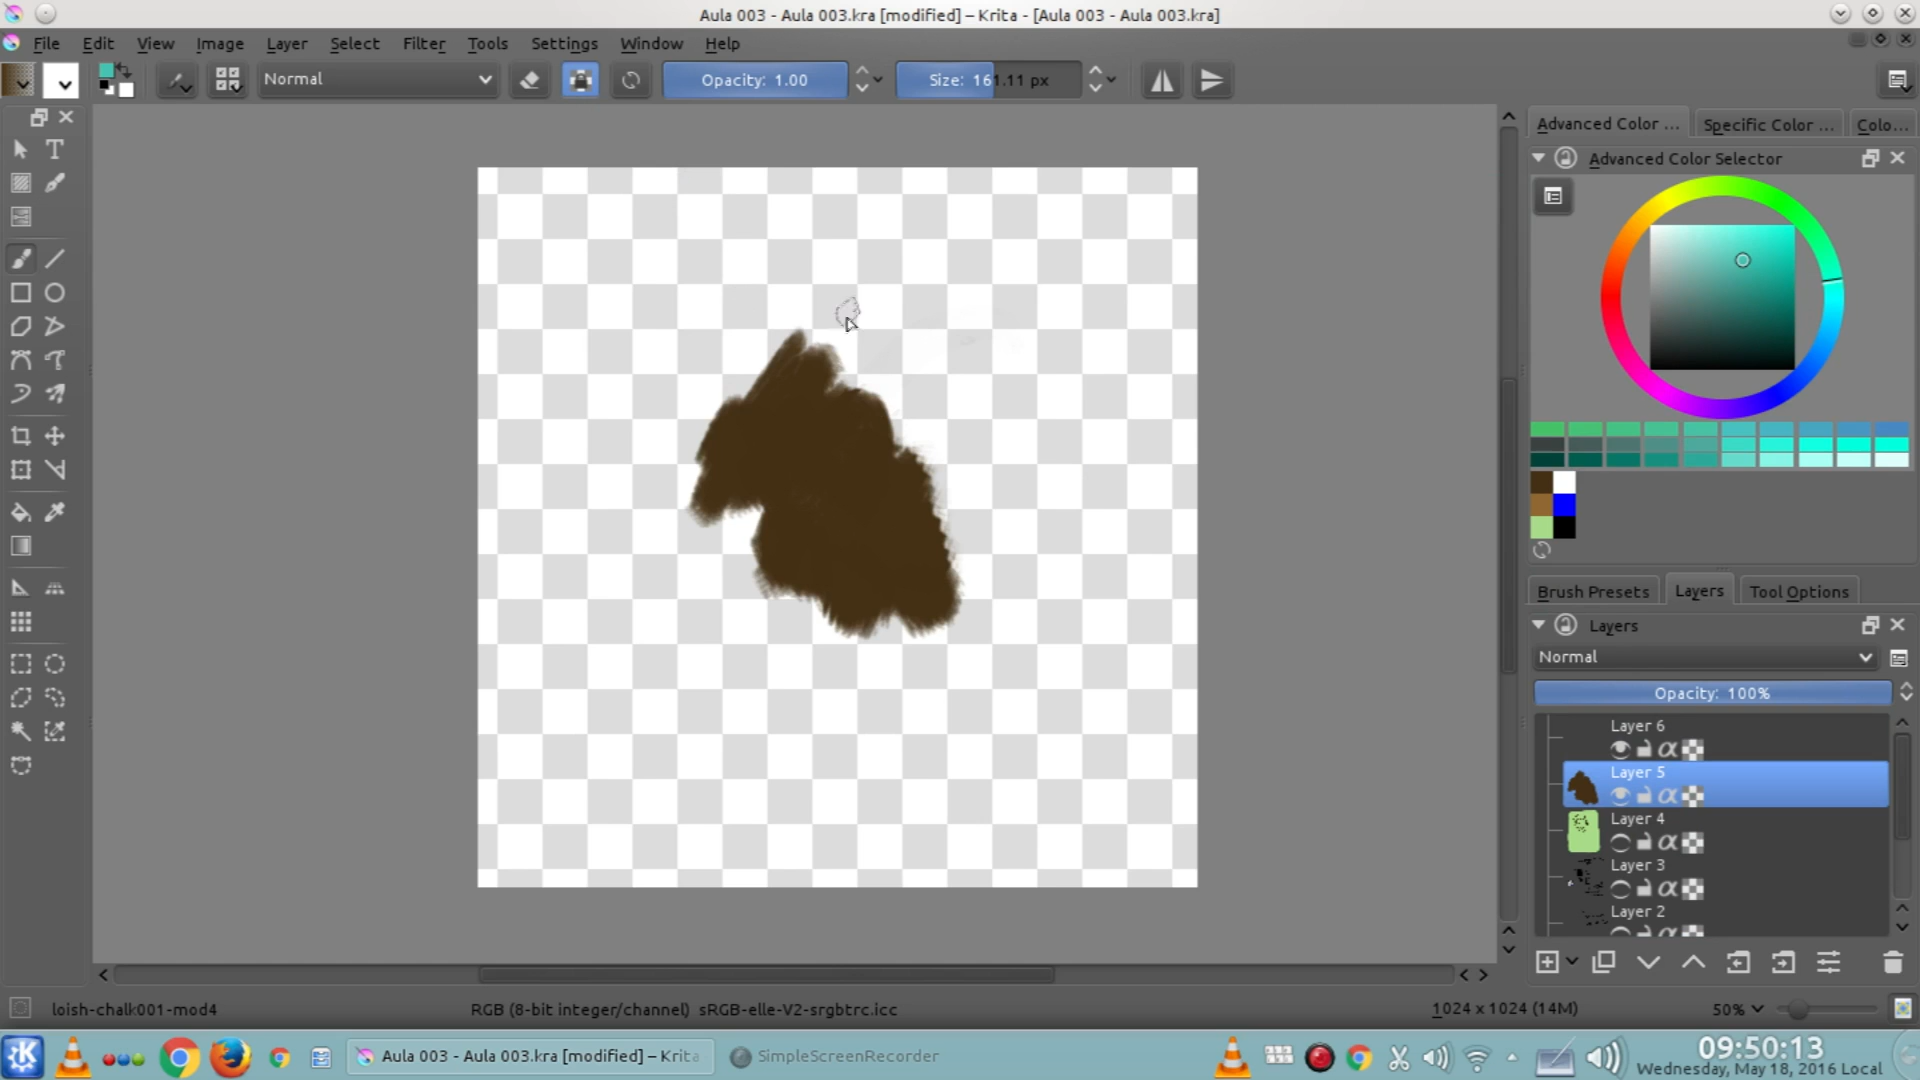 Aula 003 - Aula 003.kra [modified] – Krita - [Aula 003 - Aula 003.kra]
File Edit View Image Layer Select Filter Tools Settings Window Help
Normal Opacity: 1.00 Size: 161.11 px
Advanced Color ... Specific Color ... Colo...
Advanced Color Selector
Brush Presets Layers Tool Options
Layers
Normal
Opacity: 100%
Layer 6
Layer 5
Layer 4
Layer 3
Layer 2
loish-chalk001-mod4 RGB (8-bit integer/channel) sRGB-elle-V2-srgbtrc.icc 1024 x 1024 (14M) 50%
Aula 003 - Aula 003.kra [modified] – Krita SimpleScreenRecorder 09:50:13
Wednesday, May 18, 2016 Local